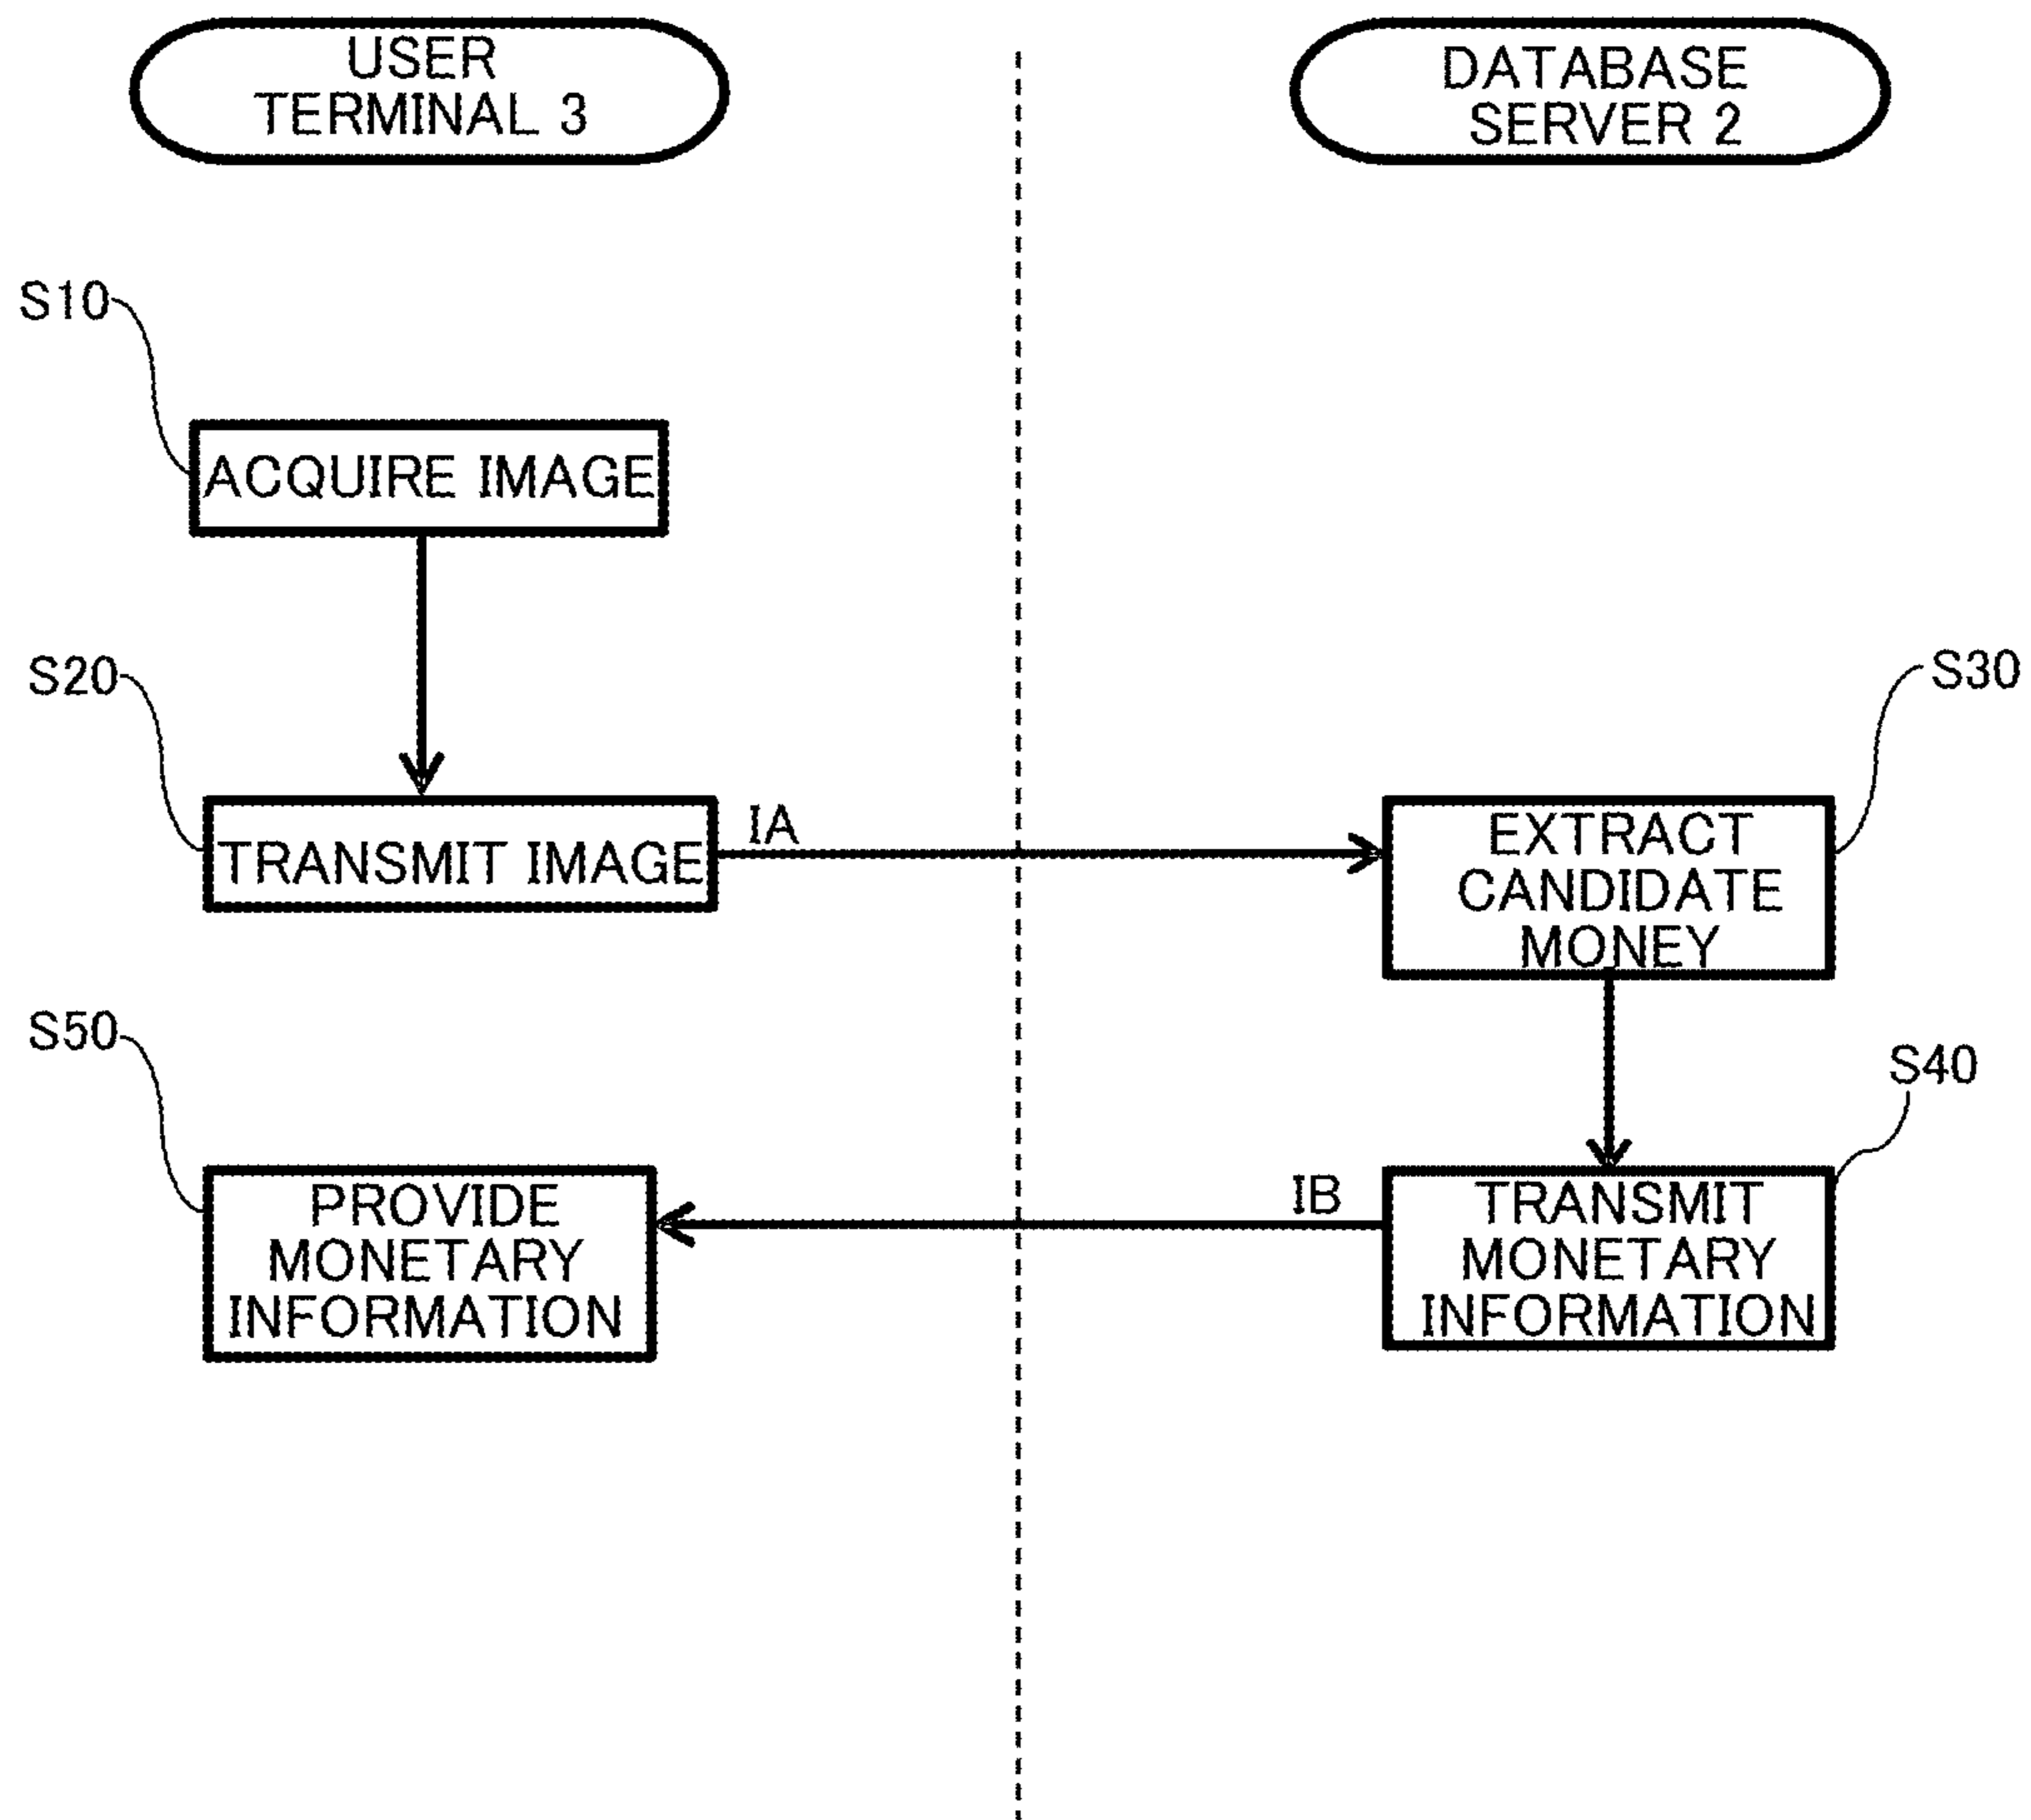 USER
TERMINAL 3
DATABASE
SERVER 2
S10
ACQUIRE IMAGE
S20
TRANSMIT IMAGE
IA
S30
EXTRACT
CANDIDATE
MONEY
S50
PROVIDE
MONETARY
INFORMATION
IB
S40
TRANSMIT
MONETARY
INFORMATION